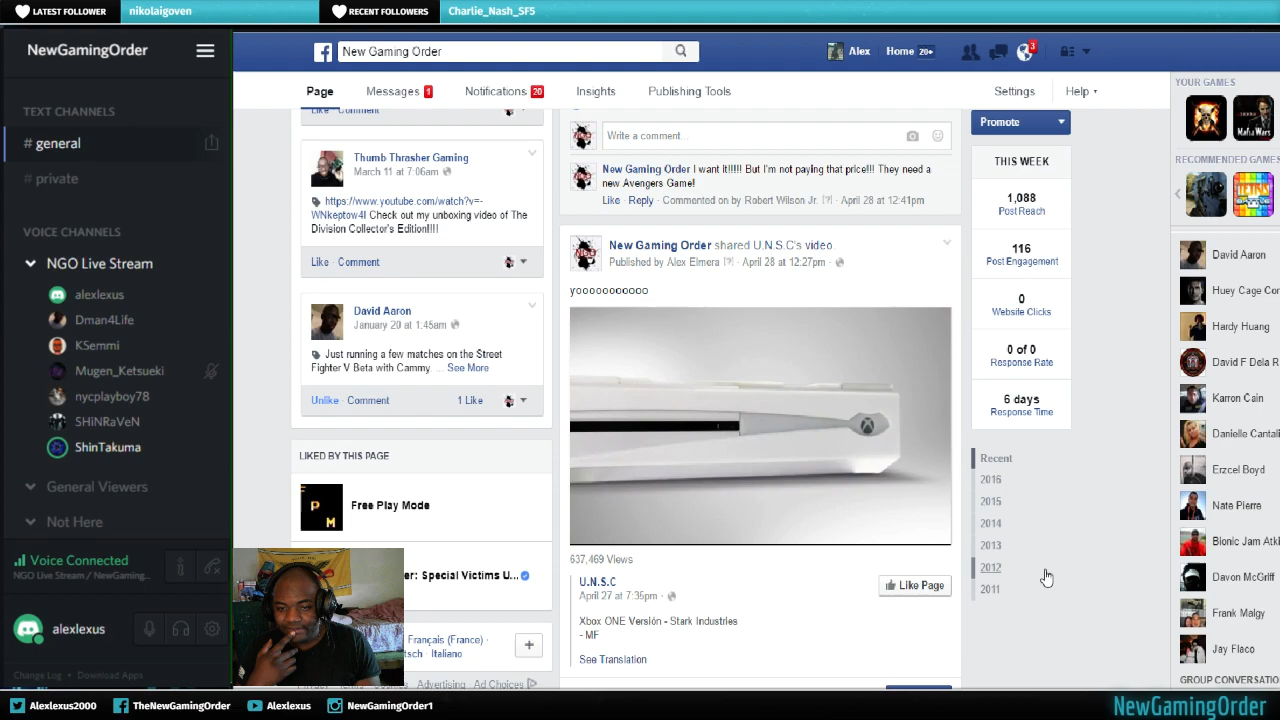 LATEST FOLLOWER
nikolaigoven
RECENT FOLLOWERS
Charlie_Nash_SF5
NewGamingOrder
TEXT CHANNELS
# general
# private
VOICE CHANNELS
NGO Live Stream
alexlexus
Dman4Life
KSemmi
Mugen_Ketsueki
nycplayboy78
SHiNRaVeN
ShinTakuma
General Viewers
Not Here
Voice Connected
NGO Live Stream / NewGaming...
alexlexus
Change Log · Download Apps ·
New Gaming Order
Alex
Home 20+
3
Page
Messages 1
Notifications 20
Insights
Publishing Tools
Settings
Help
Like · Comment
Thumb Thrasher Gaming
March 11 at 7:06am
https://www.youtube.com/watch?v=-
WNkeptow4I Check out my unboxing video of The
Division Collector's Edition!!!!
Like · Comment
David Aaron
January 20 at 1:45am
Just running a few matches on the Street
Fighter V Beta with Cammy. ... See More
Unlike · Comment
1 Like
LIKED BY THIS PAGE
Free Play Mode
F
P
M
er: Special Victims U...
Français (France) ·
tsch · Italiano
Advertising · Ad Choices
Write a comment...
New Gaming Order I want it!!!!! But I'm not paying that price!!! They need a
new Avengers Game!
Like · Reply · Commented on by Robert Wilson Jr. [?] · April 28 at 12:41pm
New Gaming Order shared U.N.S.C's video.
Published by Alex Elmera [?] · April 28 at 12:27pm ·
yooooooooooo
637,469 Views
U.N.S.C
April 27 at 7:35pm ·
Like Page
Xbox ONE Versión - Stark Industries
- MF
See Translation
Promote
THIS WEEK
1,088
Post Reach
116
Post Engagement
0
Website Clicks
0 of 0
Response Rate
6 days
Response Time
Recent
2016
2015
2014
2013
2012
2011
YOUR GAMES
RECOMMENDED GAMES
David Aaron
Huey Cage Cor
Hardy Huang
David F Dela R
Karron Cain
Danielle Cantali
Erzcel Boyd
Nate Pierre
Bionic Jam Atk
Davon McGriff
Frank Malgy
Jay Flaco
GROUP CONVERSATION
Alexlexus2000
TheNewGamingOrder
Alexlexus
NewGamingOrder1
NewGamingOrder